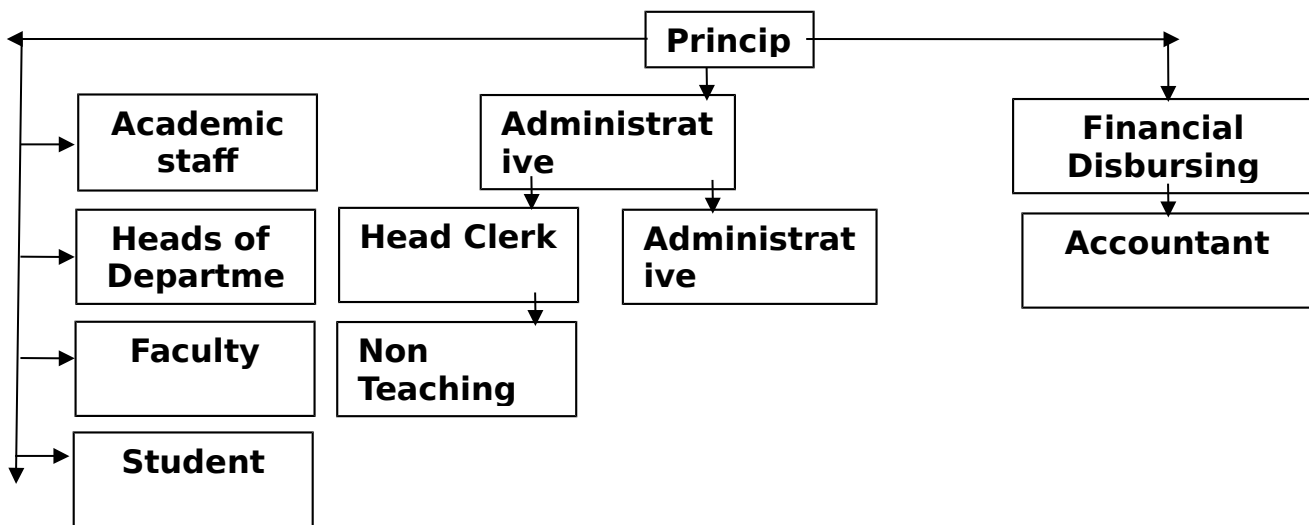 Princip
Academic
staff
Administrat
ive
Financial
Disbursing
Heads of
Departme
Head Clerk
Administrat
ive
Accountant
Faculty
Non
Teaching
Student